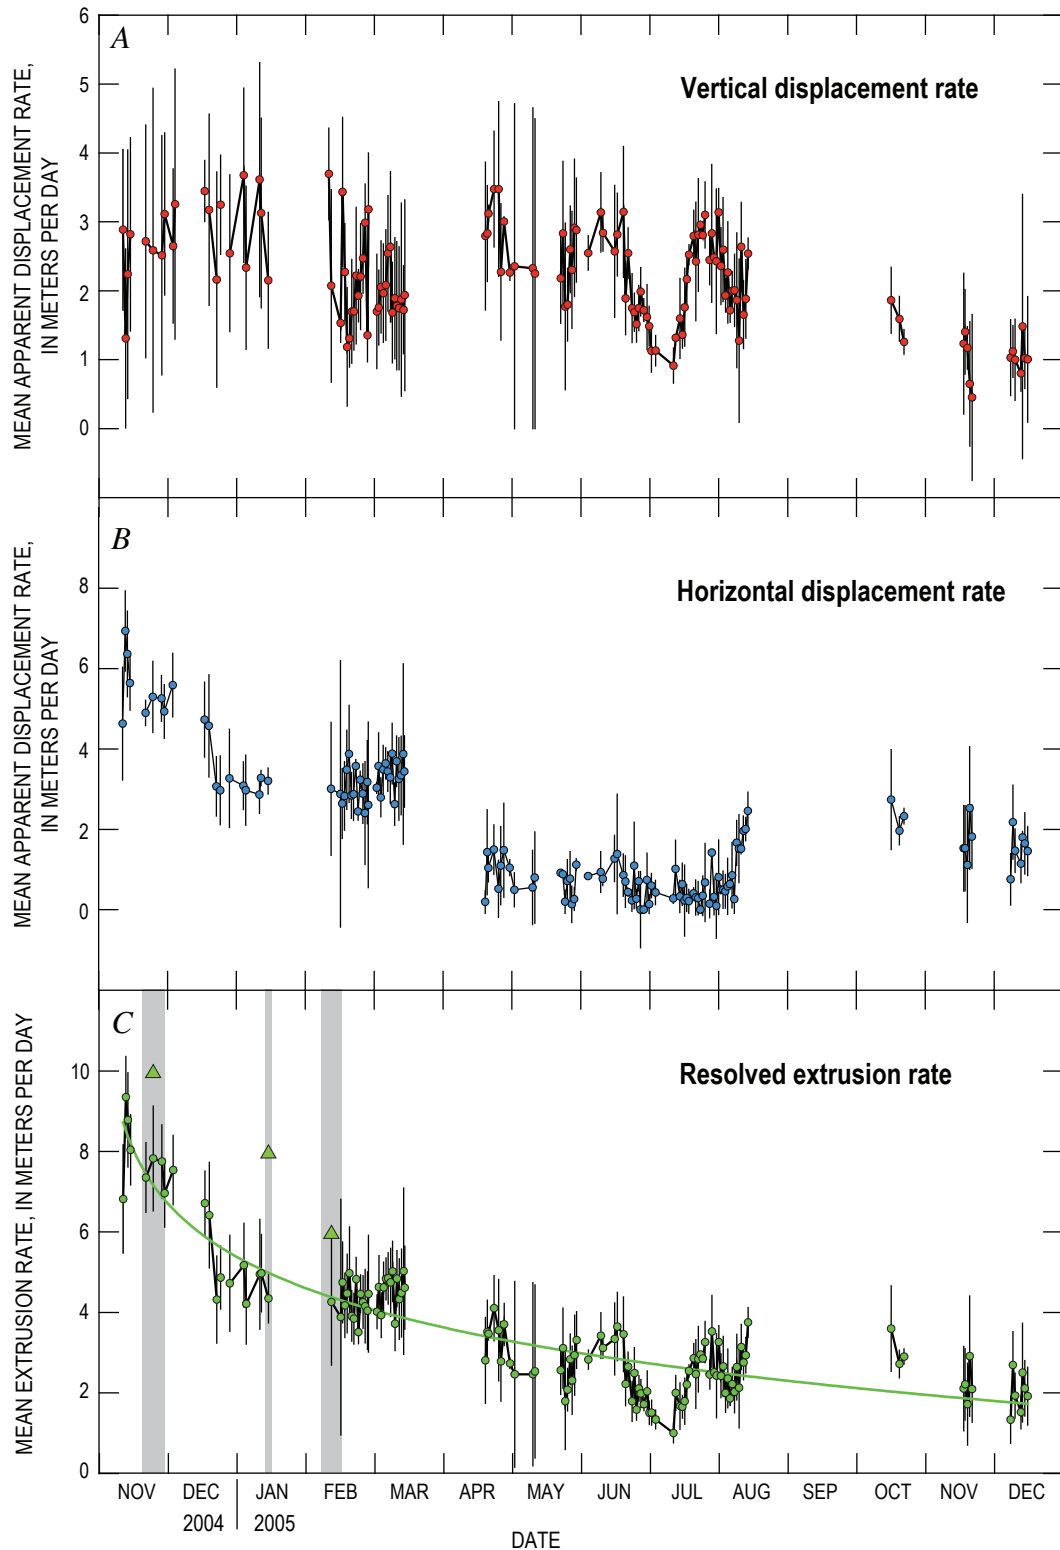 A
Vertical displacement rate
MEAN APPARENT DISPLACEMENT RATE,
IN METERS PER DAY
6
5
4
3
2
1
0
B
Horizontal displacement rate
MEAN APPARENT DISPLACEMENT RATE,
IN METERS PER DAY
8
6
4
2
0
C
Resolved extrusion rate
MEAN EXTRUSION RATE, IN METERS PER DAY
10
8
6
4
2
0
NOV DEC JAN FEB MAR APR MAY JUN JUL AUG SEP OCT NOV DEC
2004 2005
DATE